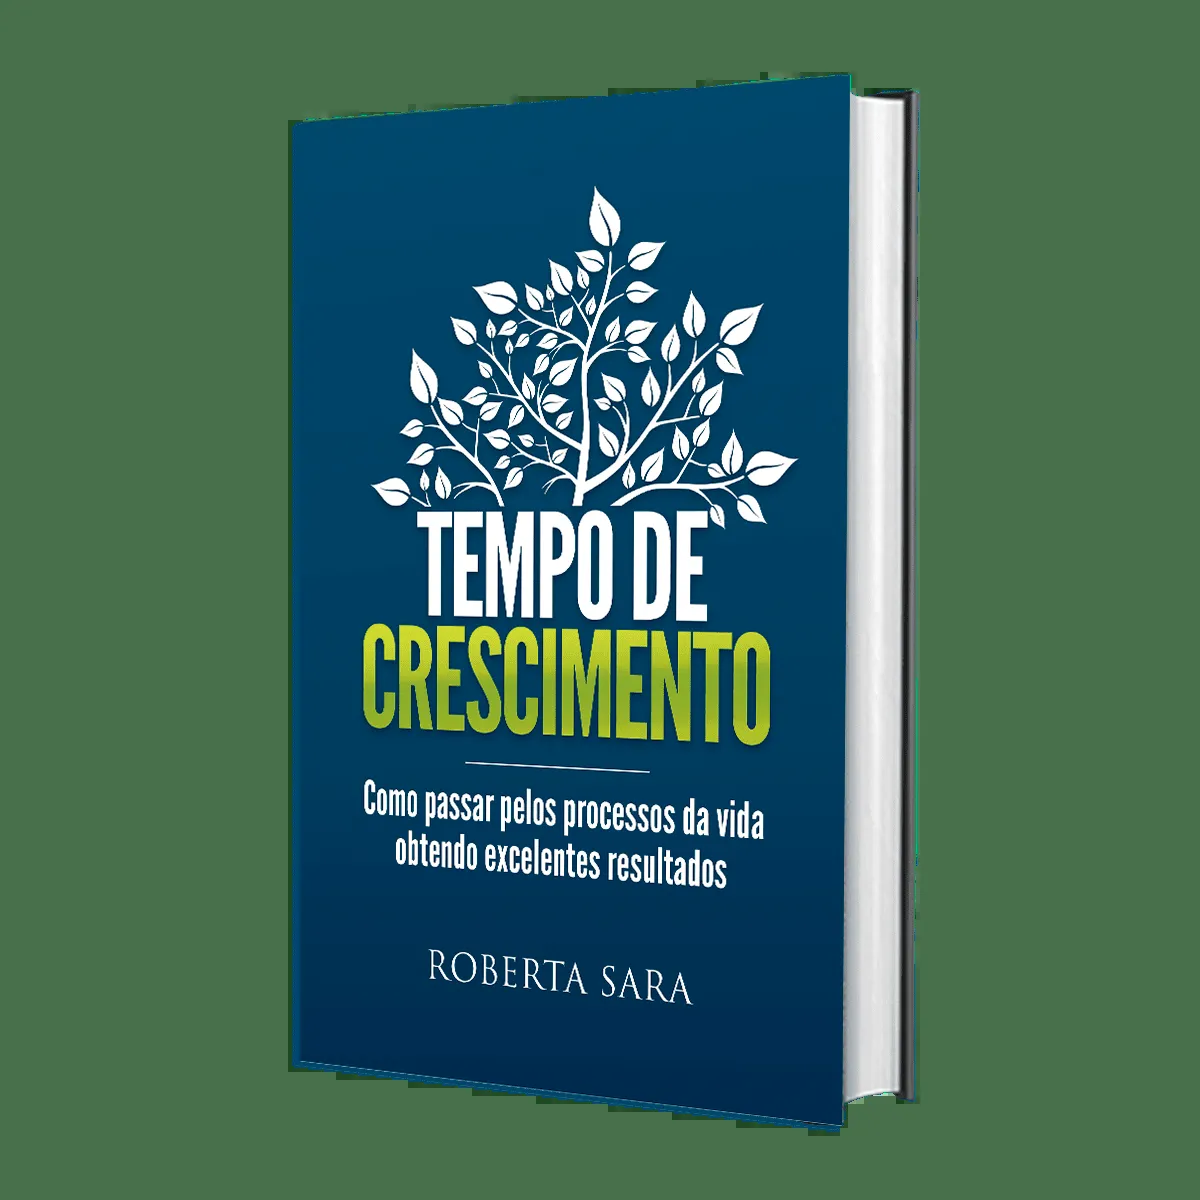 TEMPO DE
CRESCIMENTO
Como passar pelos processos da vida
obtendo excelentes resultados
ROBERTA SARA